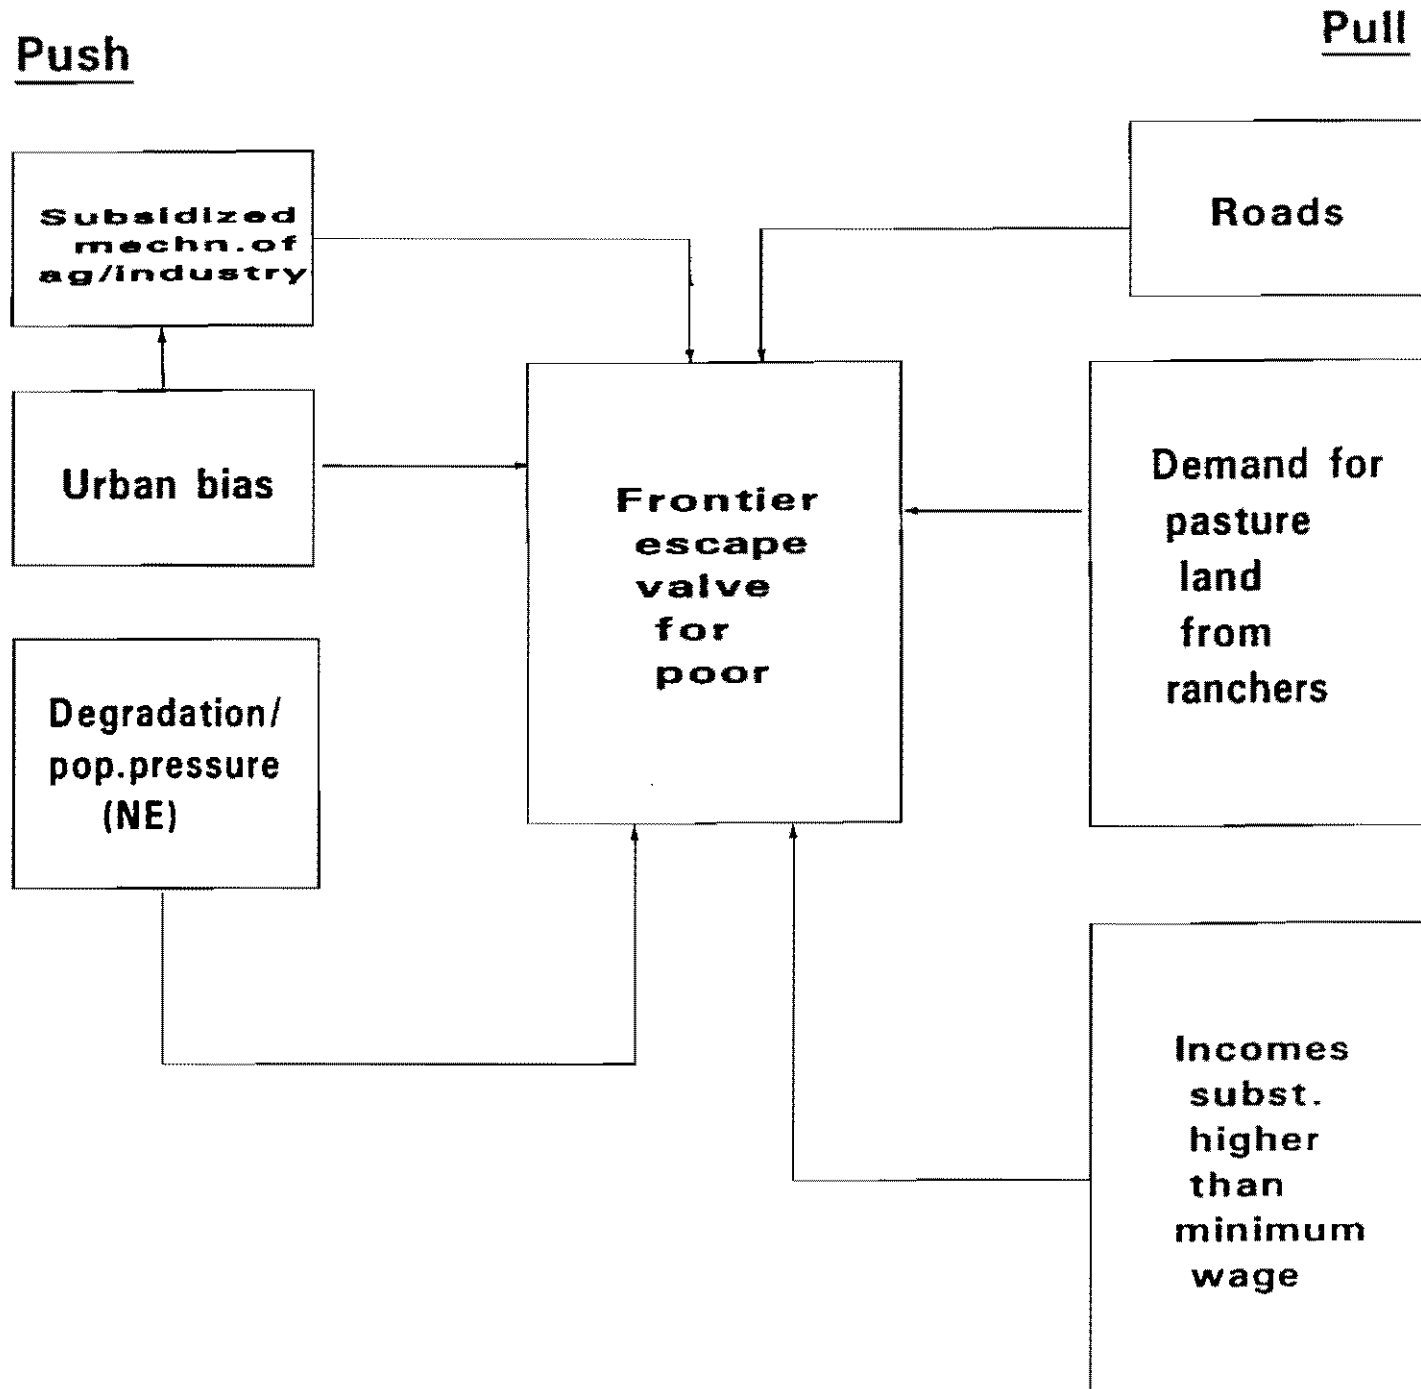 Push
Pull
Subsidized
mechn.of
ag/industry
Roads
Urban bias
Frontier
escape
valve
for
poor
Demand for
pasture
land
from
ranchers
Degradation/
pop.pressure
(NE)
Incomes
subst.
higher
than
minimum
wage